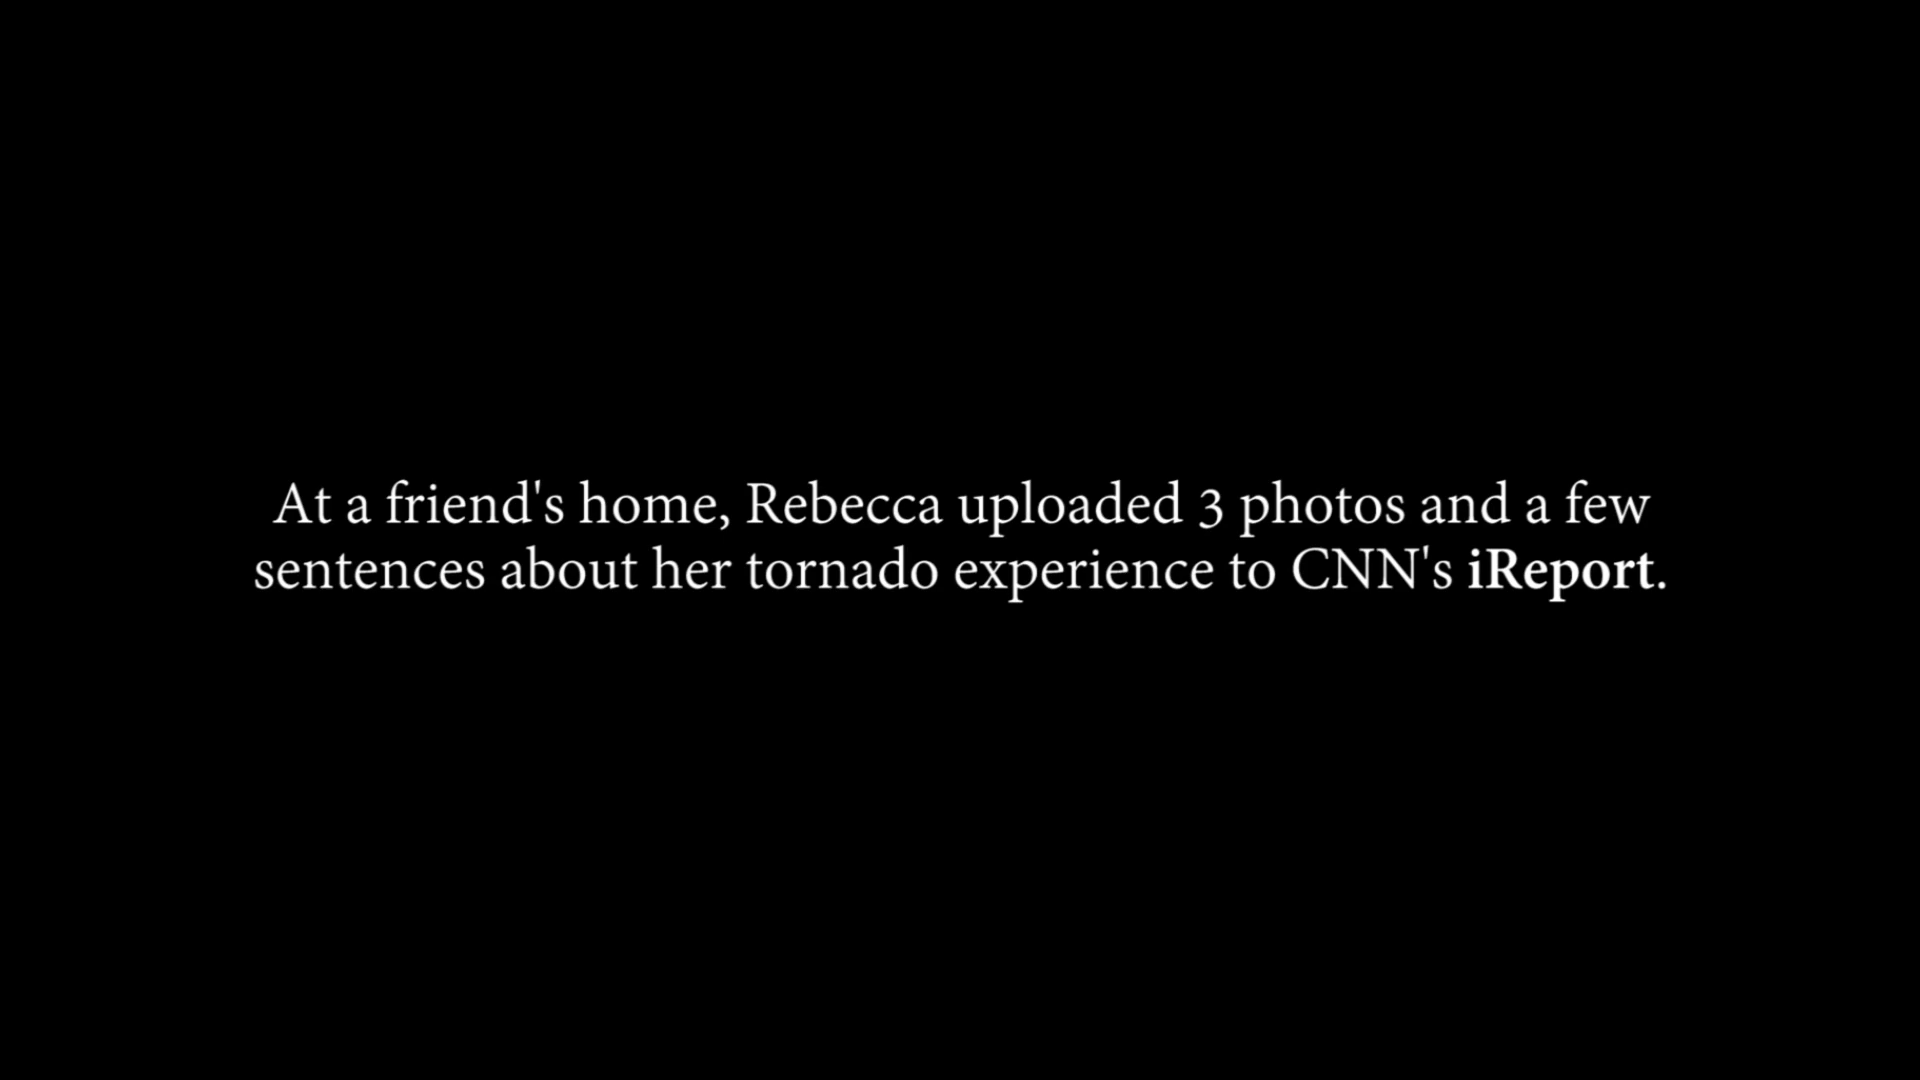 At a friend's home, Rebecca uploaded 3 photos and a few
sentences about her tornado experience to CNN's iReport.